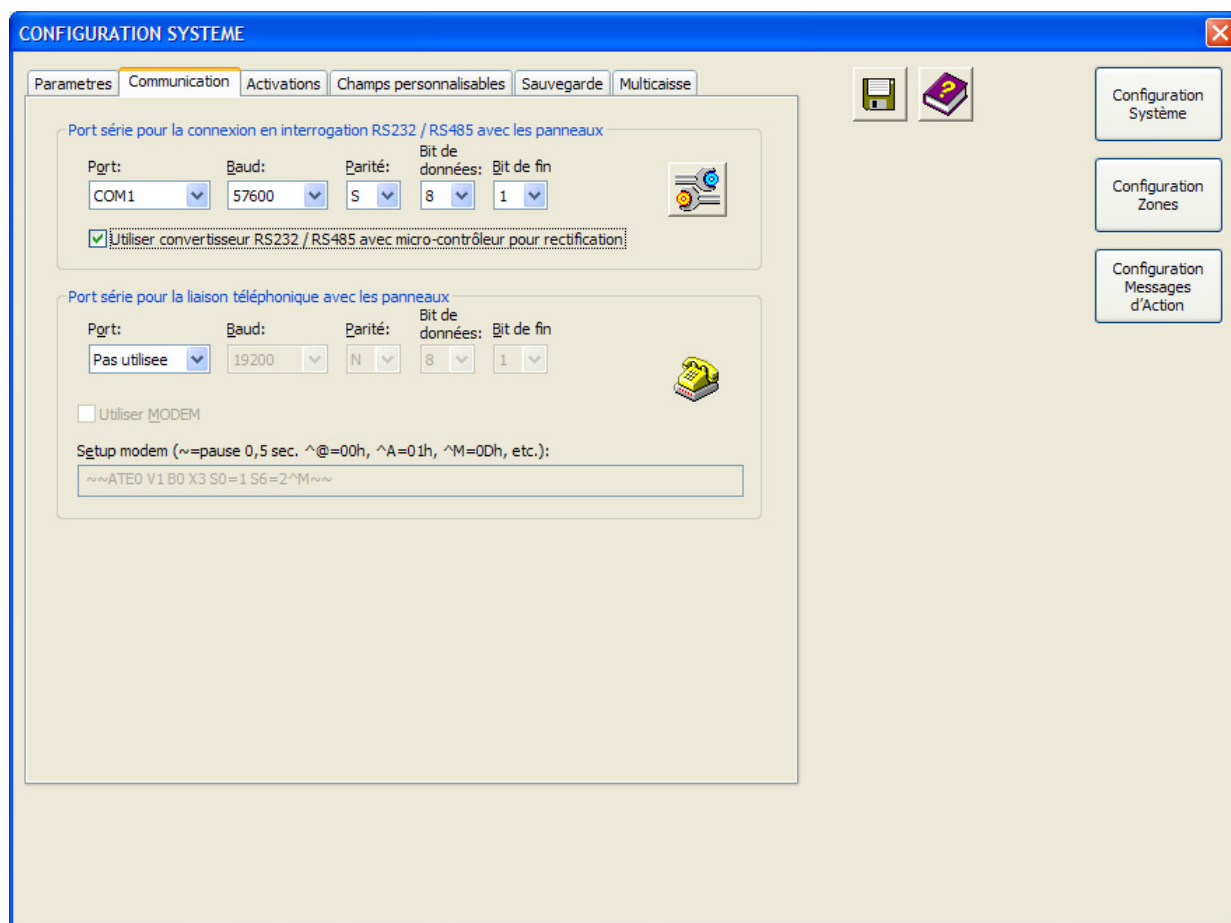 CONFIGURATION SYSTEME
Parametres Communication Activations Champs personnalisables Sauvegarde Multicaisse
Port série pour la connexion en interrogation RS232 / RS485 avec les panneaux
Port: Baud: Parité: Bit de données: Bit de fin
COM1 57600 S 8 1
Utiliser convertisseur RS232 / RS485 avec micro-contrôleur pour rectification
Port série pour la liaison téléphonique avec les panneaux
Port: Baud: Parité: Bit de données: Bit de fin
Pas utilisee 19200 N 8 1
Utiliser MODEM
Setup modem (~=pause 0,5 sec. ^@=00h, ^A=01h, ^M=0Dh, etc.):
~~ATE0 V1 B0 X3 S0=1 S6=2^M~~
Configuration
Système
Configuration
Zones
Configuration
Messages
d'Action